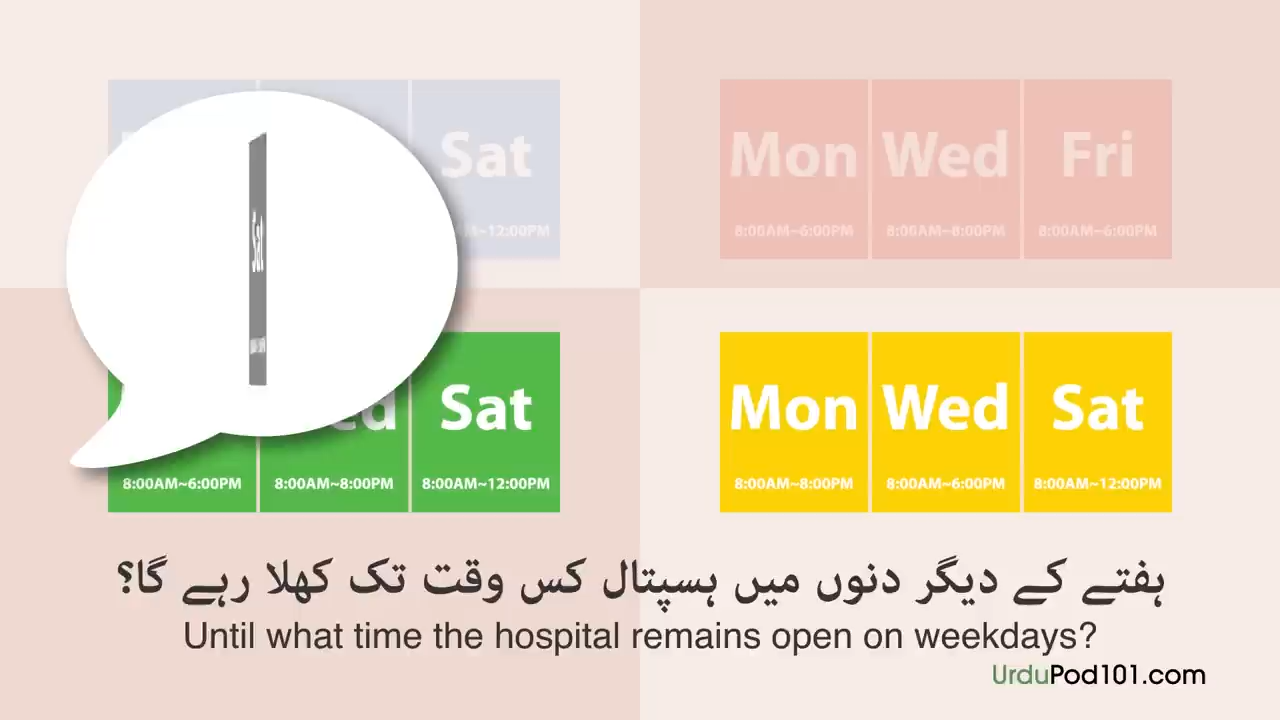 Sat
M~12:00PM
Mon Wed Fri
8:00AM~6:00PM 8:00AM~8:00PM 8:00AM~6:00PM
Sat
ed Sat
8:00AM~6:00PM 8:00AM~8:00PM 8:00AM~12:00PM
Mon Wed Sat
8:00AM~8:00PM 8:00AM~6:00PM 8:00AM~12:00PM
ہفتے کے دیگر دنوں میں ہسپتال کس وقت تک کھلا رہے گا؟
Until what time the hospital remains open on weekdays?
UrduPod101.com